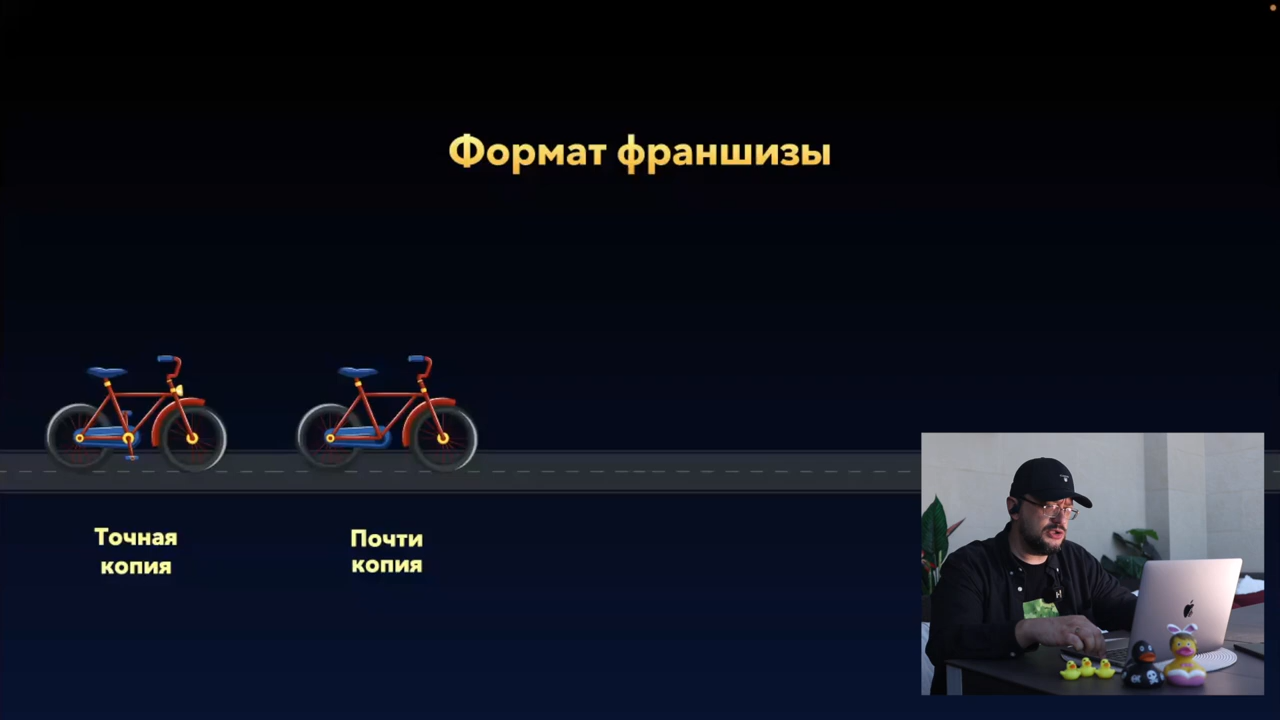 Формат франшизы
Точная
копия
Почти
копия